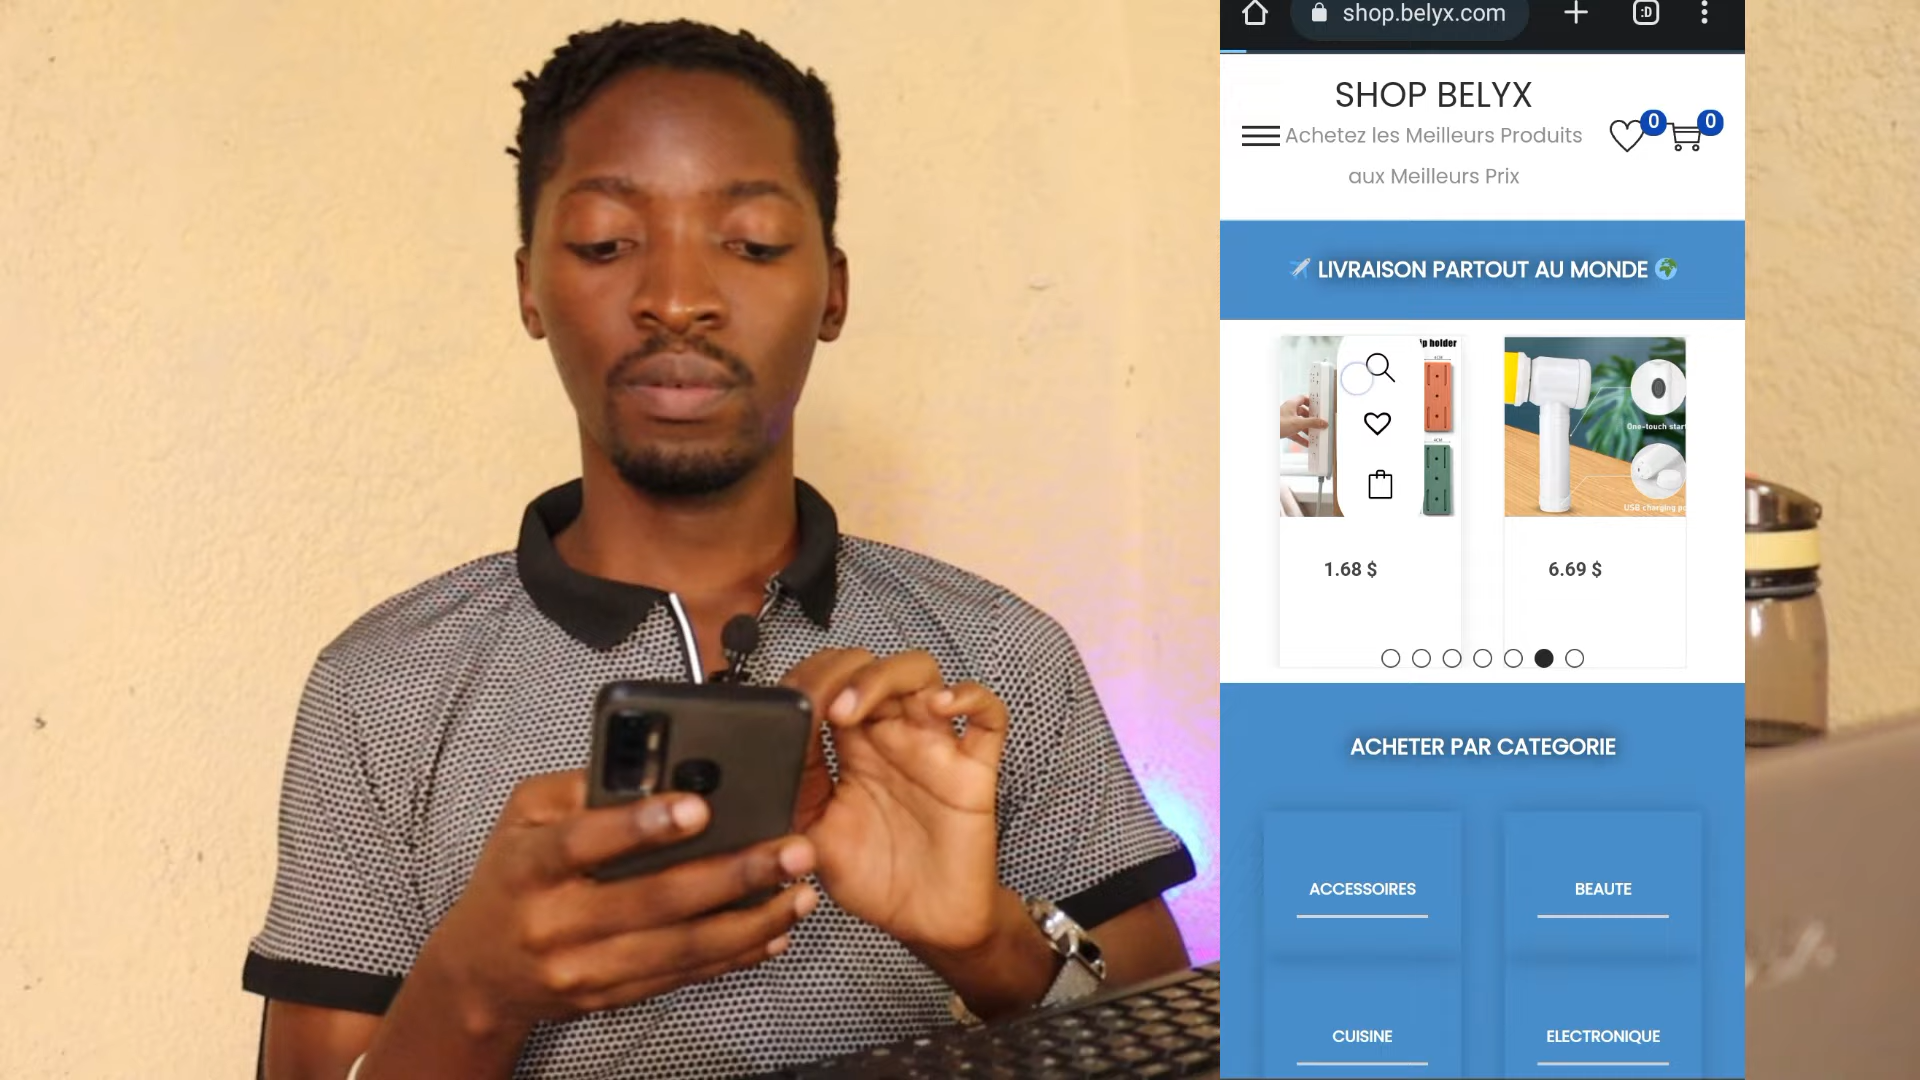 :D
shop.belyx.com
SHOP BELYX
0
0
Achetez les Meilleurs Produits
aux Meilleurs Prix
LIVRAISON PARTOUT AU MONDE
holder
One-touch start
USB charging
1.68 $
6.69 $
ACHETER PAR CATEGORIE
ACCESSOIRES
BEAUTE
CUISINE
ELECTRONIQUE